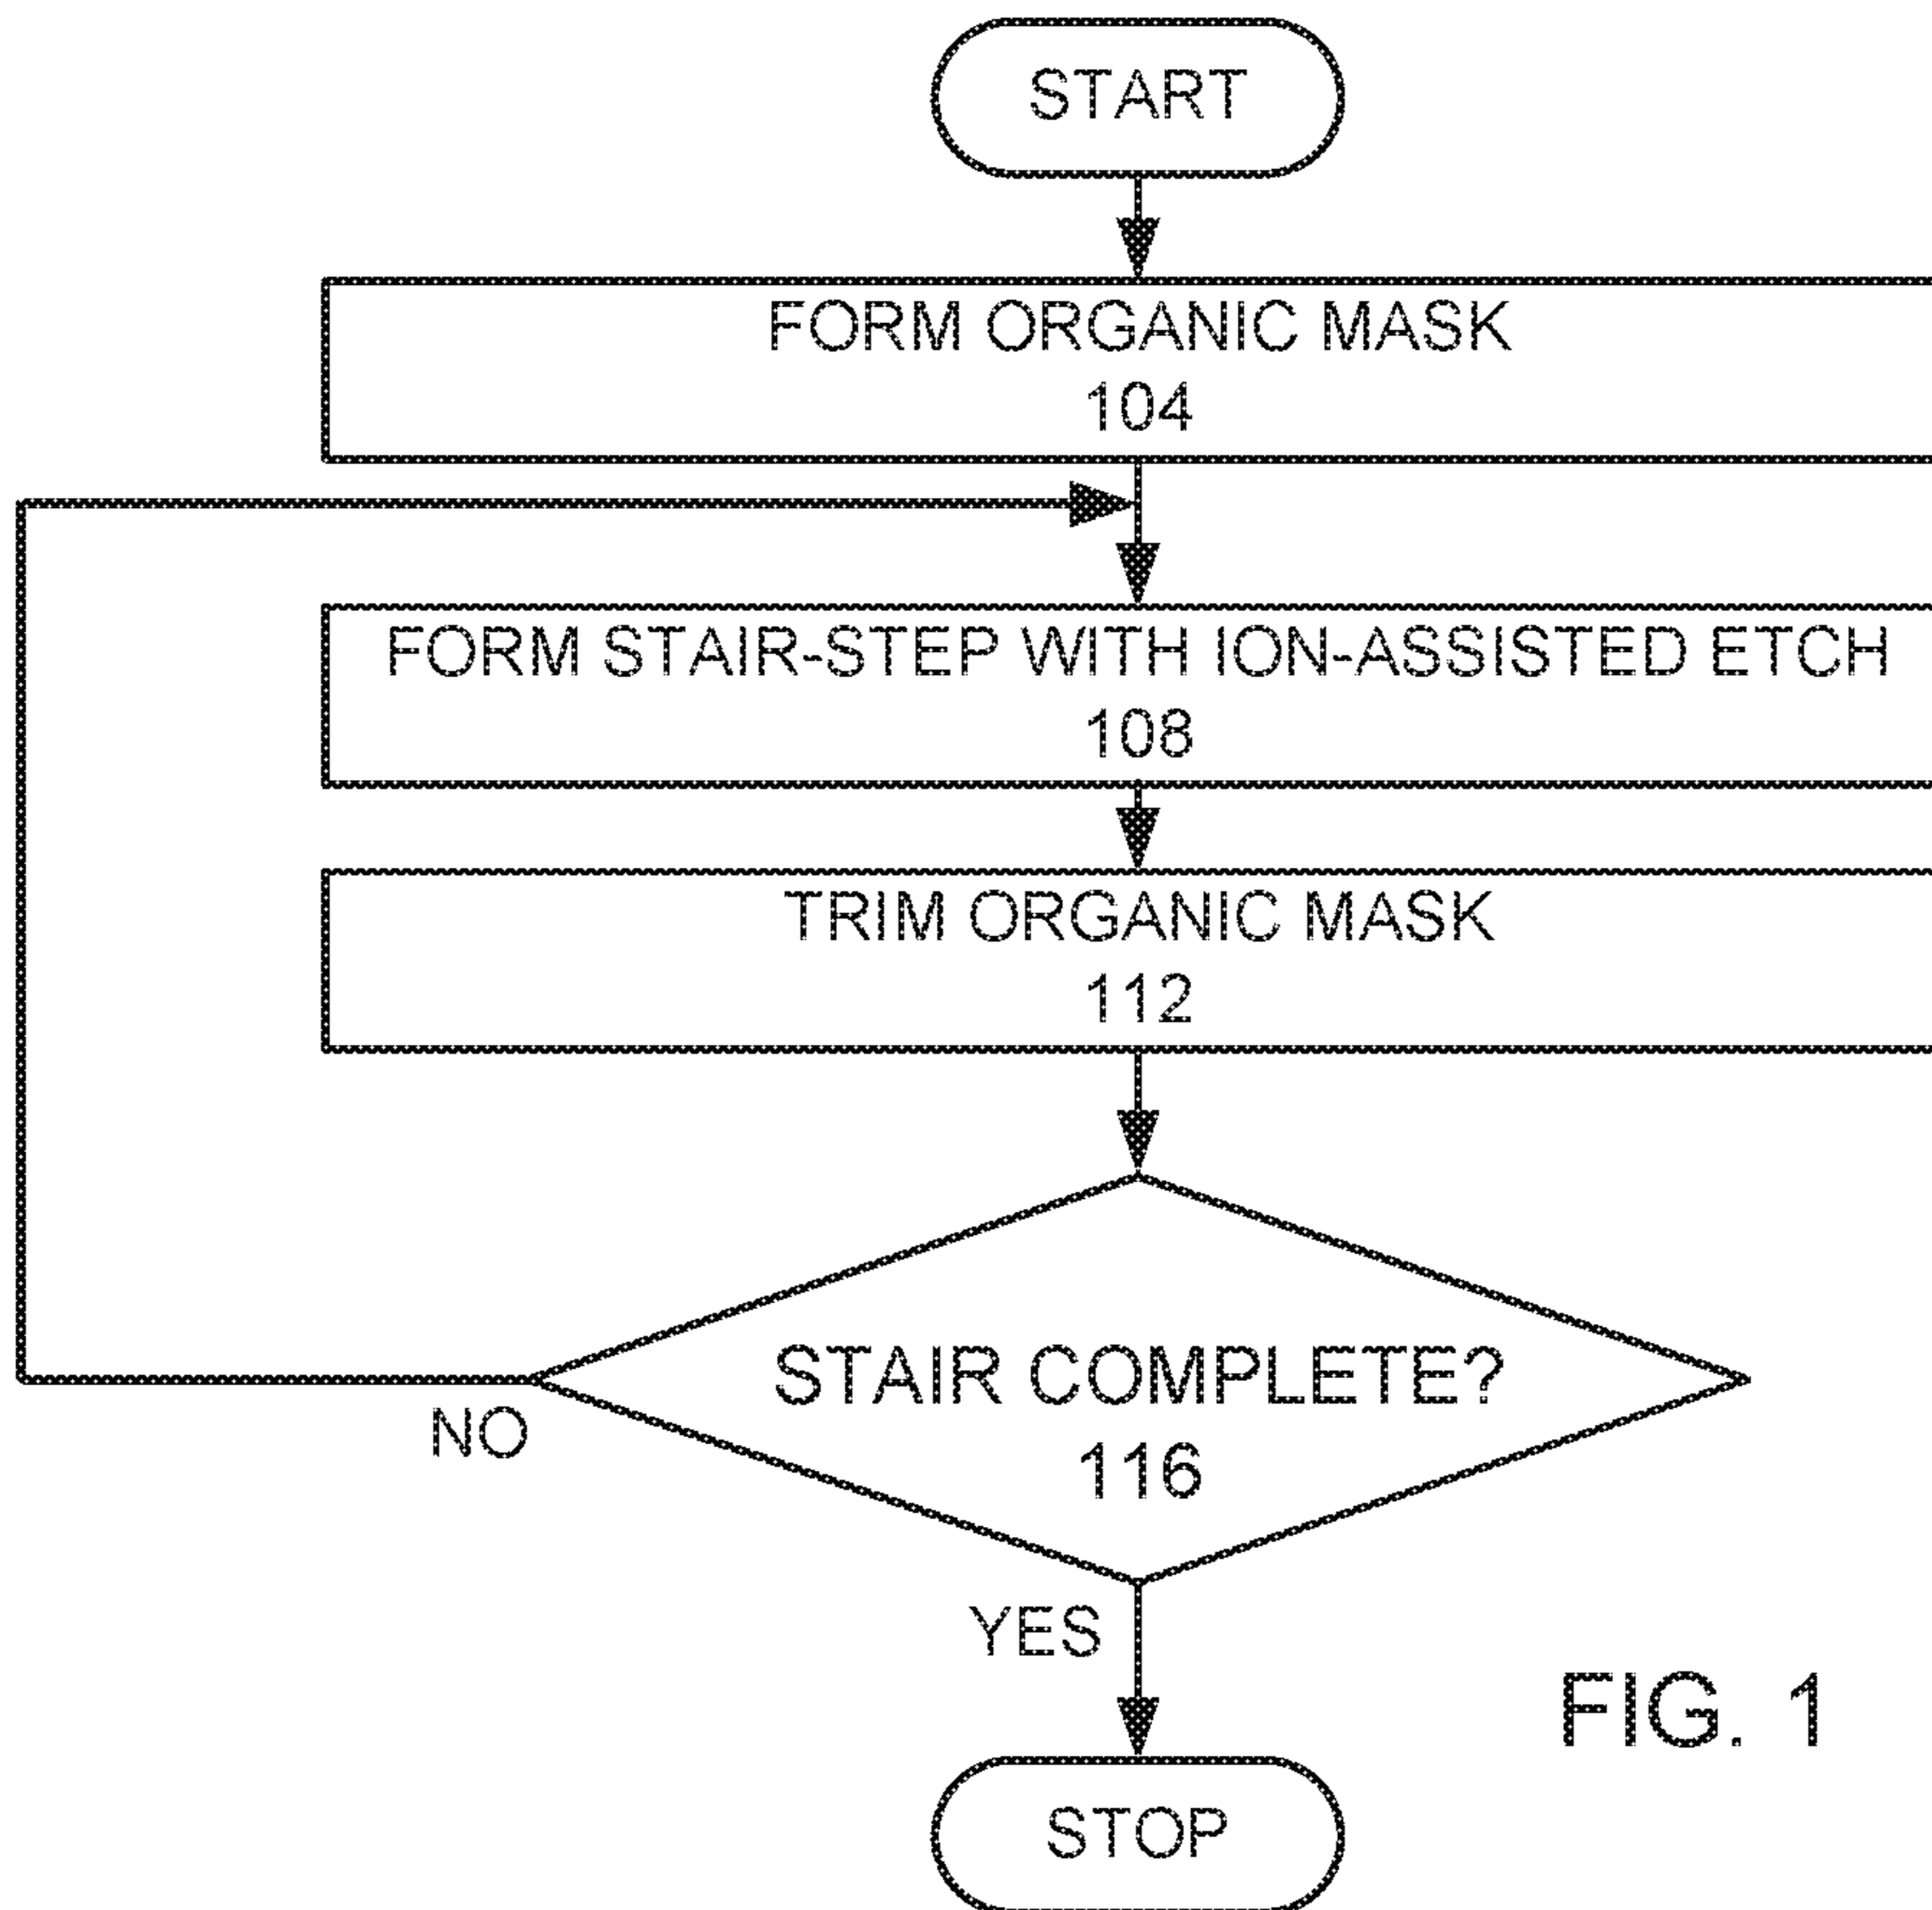 START
FORM ORGANIC MASK
104
FORM STAIR-STEP WITH ION-ASSISTED ETCH
108
TRIM ORGANIC MASK
112
STAIR COMPLETE?
116
NO
YES
FIG. 1
STOP